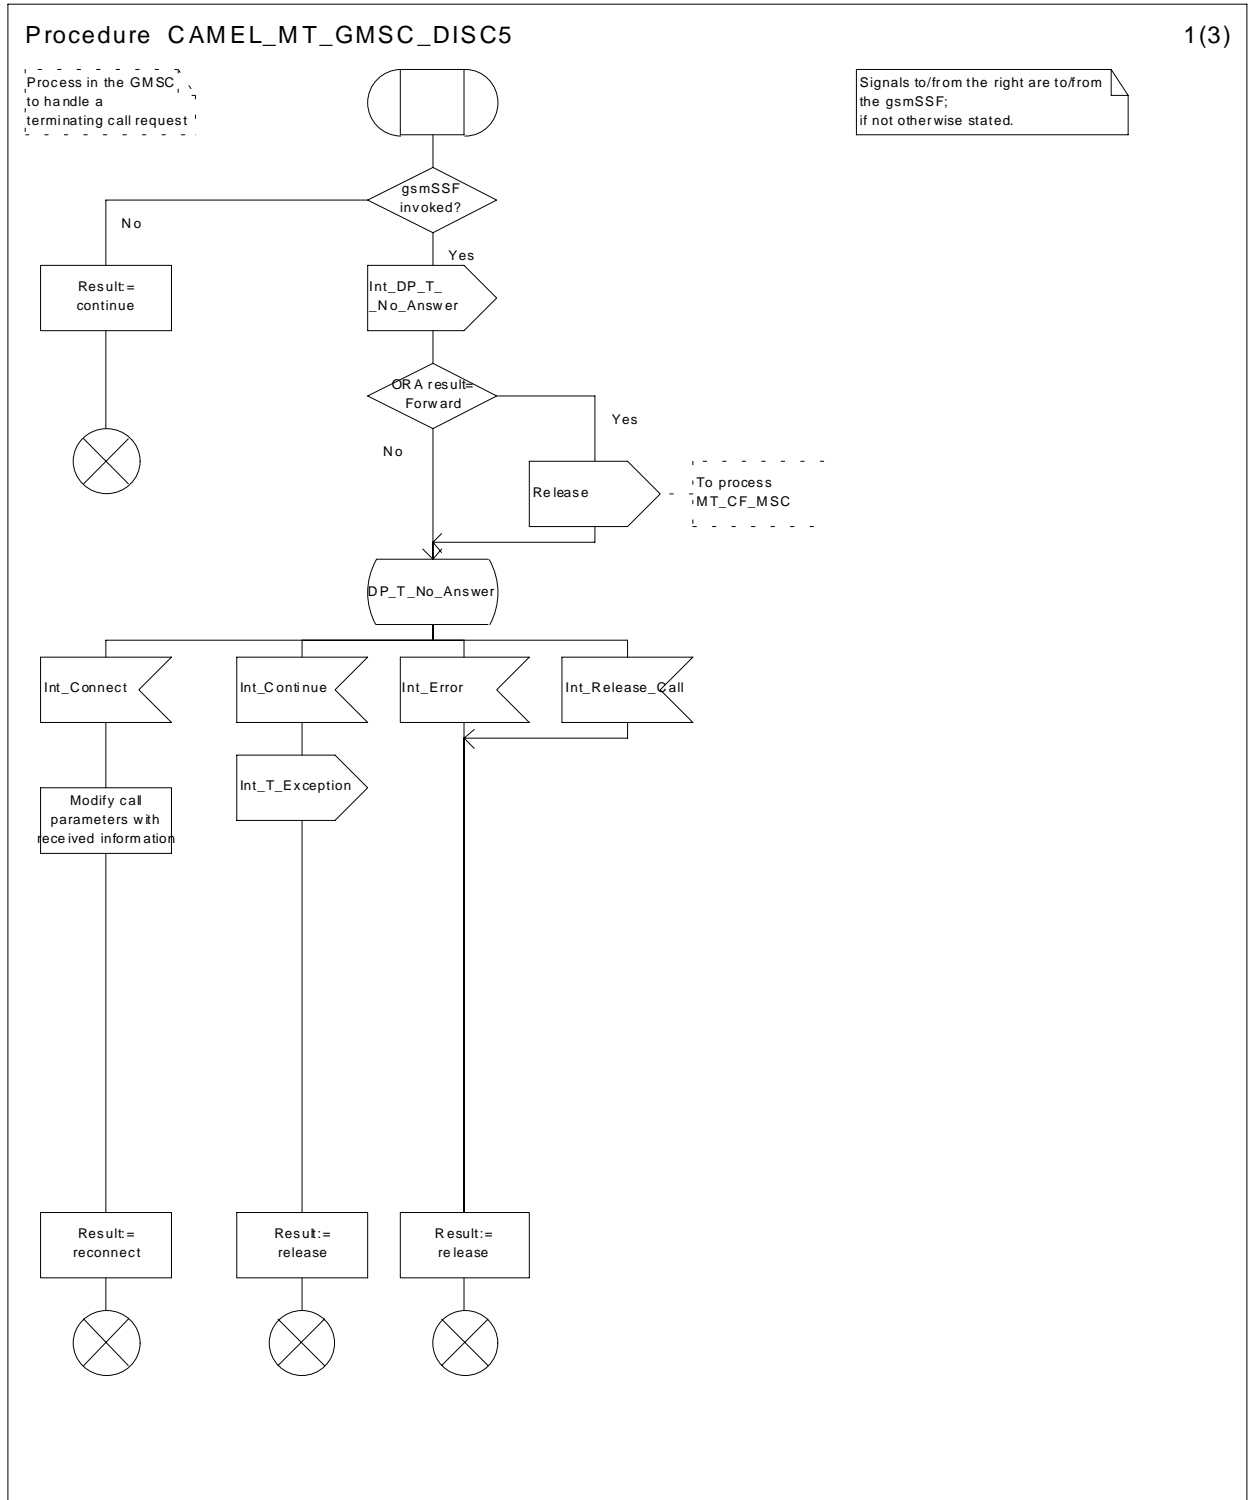 Procedure CAMEL_MT_GMSC_DISC5
1(3)
Process in the GMSC
to handle a
terminating call request
Signals to/from the right are to/from
the gsmSSF;
if not otherwise stated.
gsmSSF
invoked?
No
Yes
Result:=
continue
Int_DP_T_
_No_Answer
ORA result=
Forward
Yes
No
Release
To process
MT_CF_MSC
DP_T_No_Answer
Int_Connect
Int_Continue
Int_Error
Int_Release_Call
Int_T_Exception
Modify call
parameters with
received information
Result:=
reconnect
Result:=
release
Result:=
release